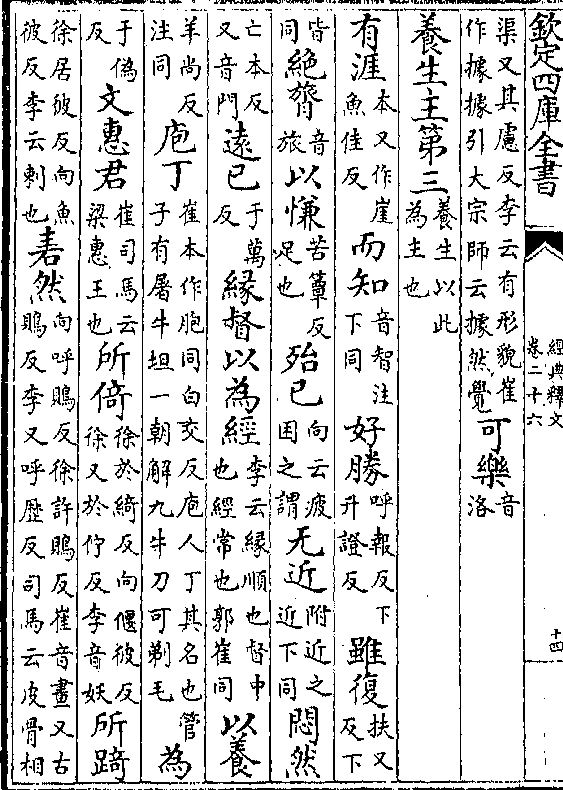 欽定四庫全書
經典釋文
卷二十六
十四
渠又其慮反李云有形貌崔作據據引大宗師云據然覺可樂音洛
養生主第三養生以此為主也
有涯本又作崖魚佳反而知音智注下同好勝呼報反下升證反雖復扶又反下
皆同絶膂音旅以慊苦簟反足也殆已向云疲困之謂无近附近之近下同悶然
亡本反又音門逺已于萬反縁督以為經李云縁順也督中也經常也郭崔同以養
羊尚反注同庖丁崔本作胞同白交反庖人丁其名也管子有屠牛坦一朝解九牛刀可剃毛為
于偽反文惠君崔司馬云梁惠王也所倚徐於綺反向偃彼反徐又於佇反李音妖所踦
徐居彼反向魚彼反李云刺也砉然向呼鵙反徐許鵙反崔音畫又古鵙反李又呼歴反司馬云皮骨相